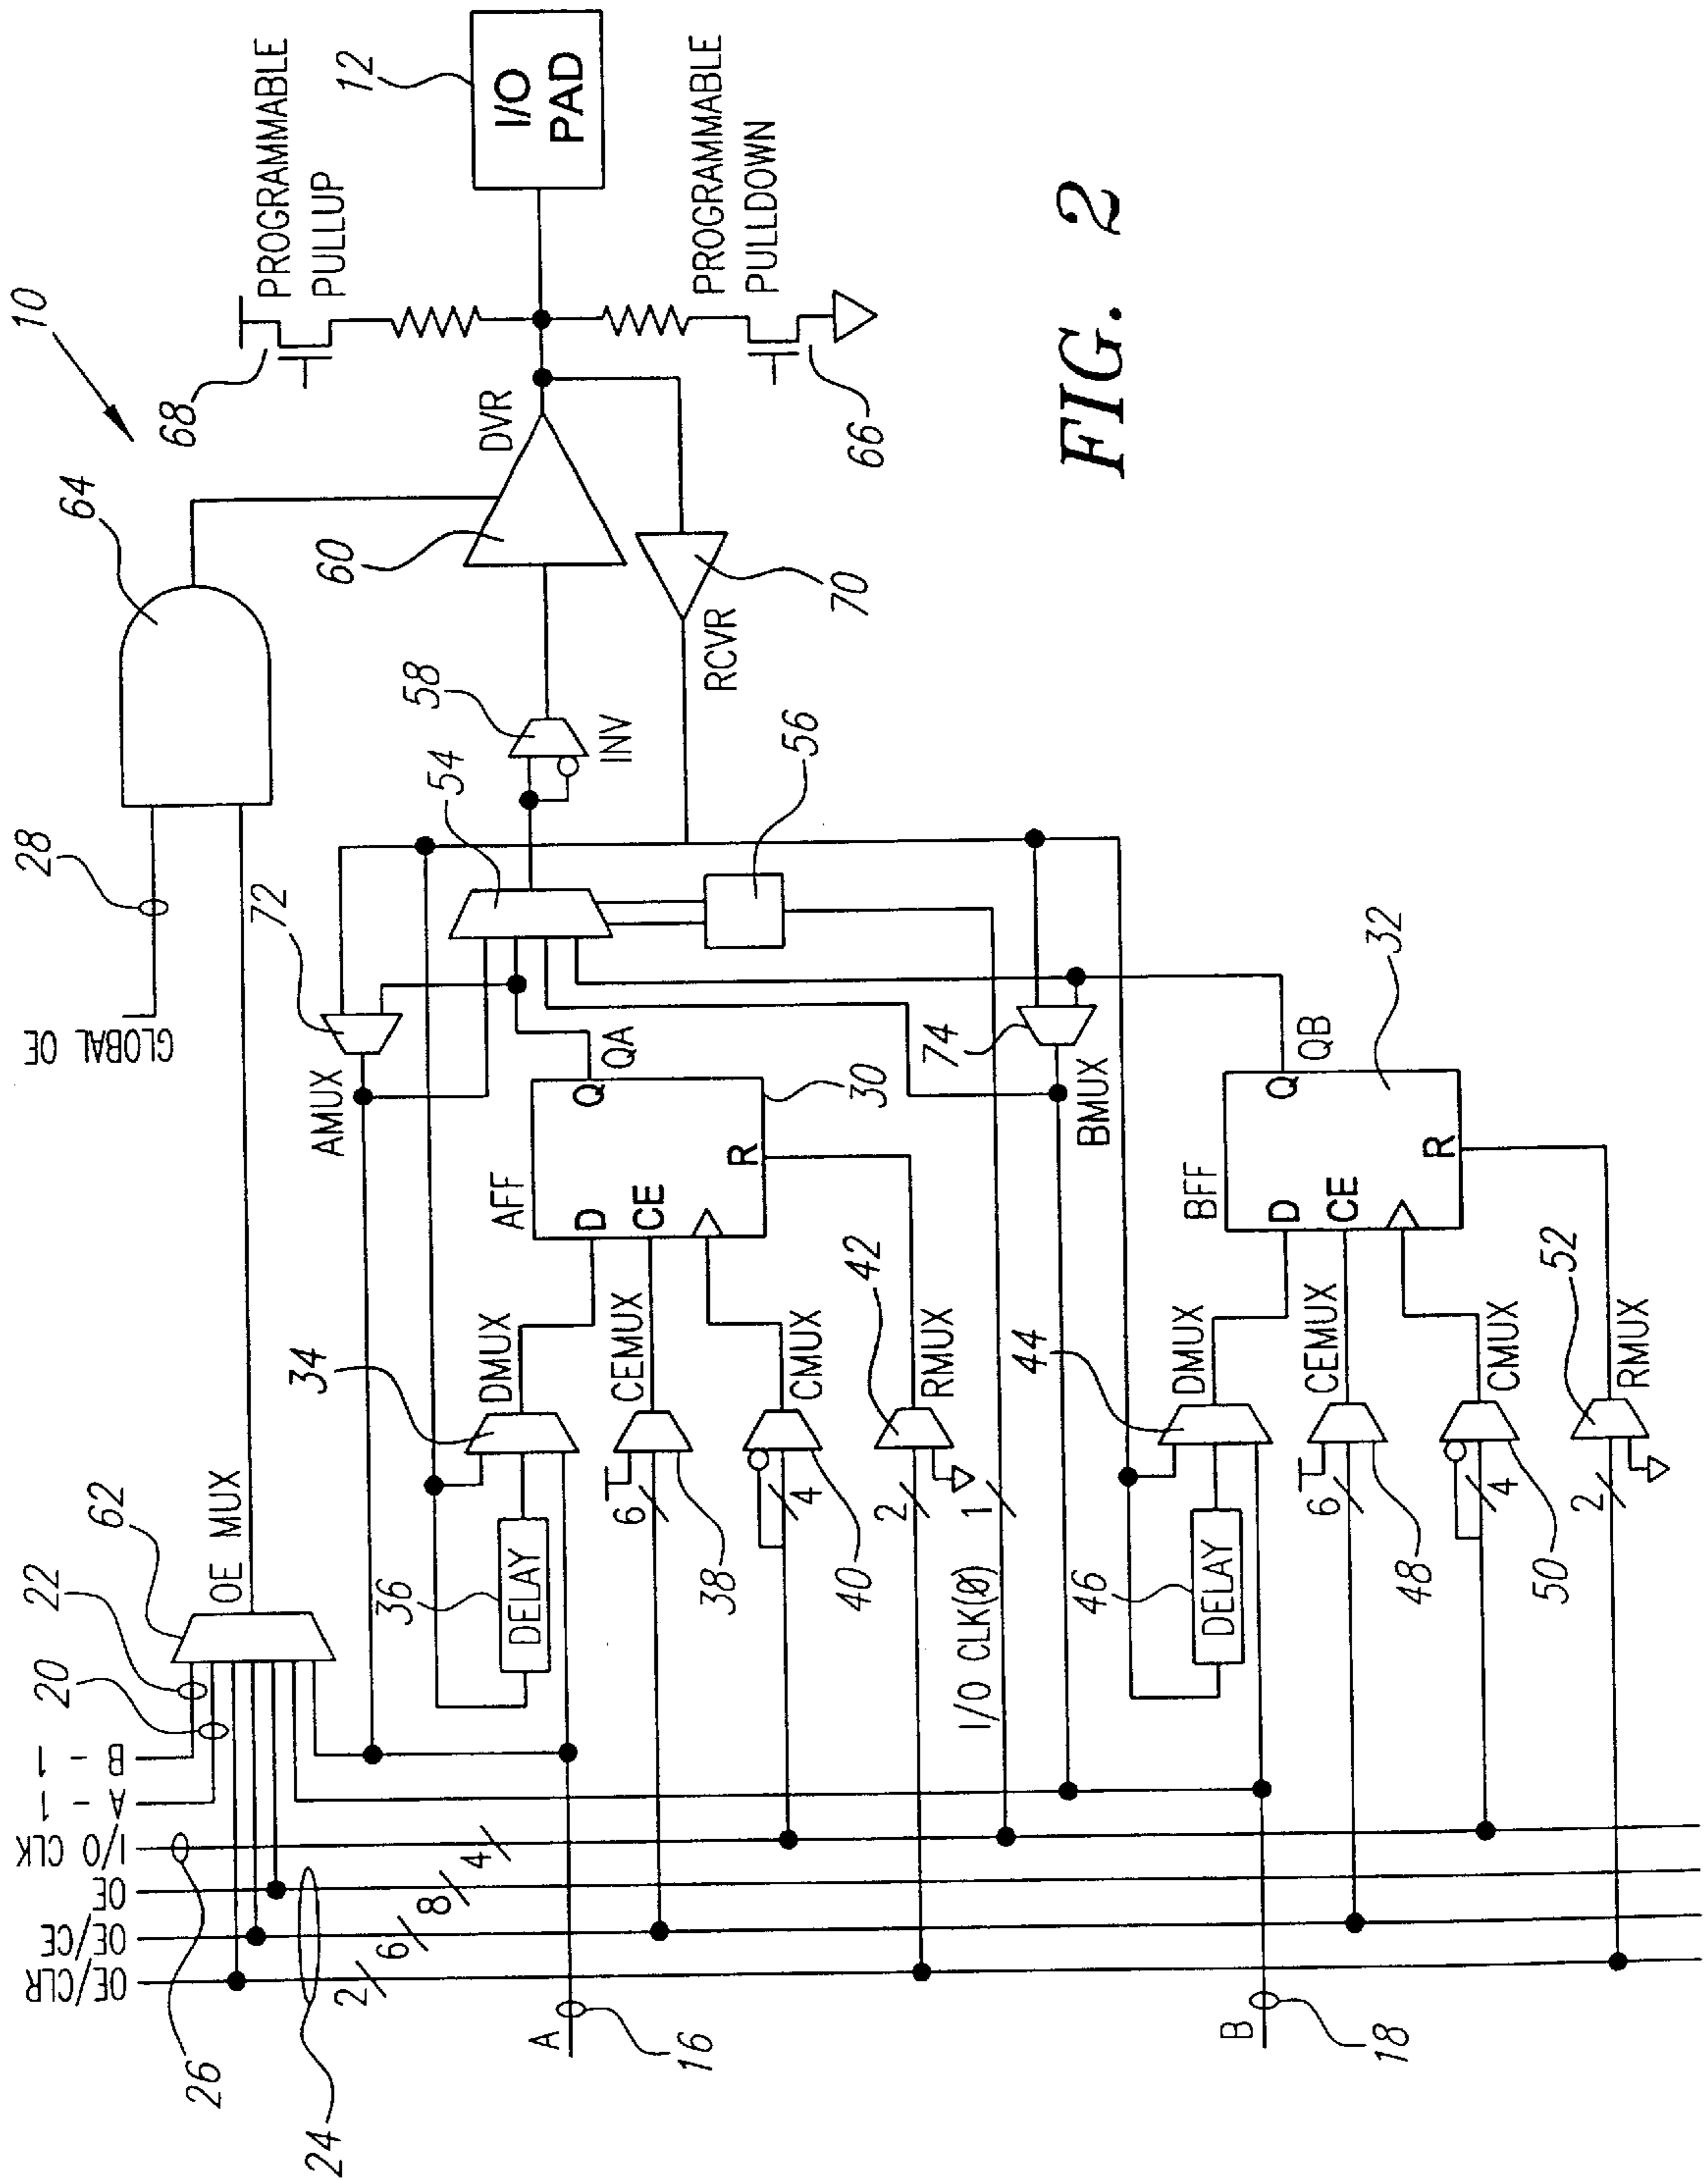 10
12
I/O
PAD
PROGRAMMABLE
PULLUP
68
PROGRAMMABLE
PULLDOWN
66
DVR
60
64
70
RCVR
58
INV
54
56
28
GLOBAL OE
72
AMUX
QA
74
BMUX
QB
AFF
D
CE
Q
R
30
BFF
D
CE
Q
R
32
34
DMUX
CEMUX
CMUX
42
RMUX
36
DELAY
6
38
4
40
2
1
I/O CLK(0)
44
DMUX
CEMUX
CMUX
52
RMUX
46
DELAY
6
48
4
50
2
62
OE MUX
22
20
B - 1
A - 1
I/O CLK
OE
OE/CE
OE/CLR
26
24
4
8
6
2
A
16
B
18
FIG. 2